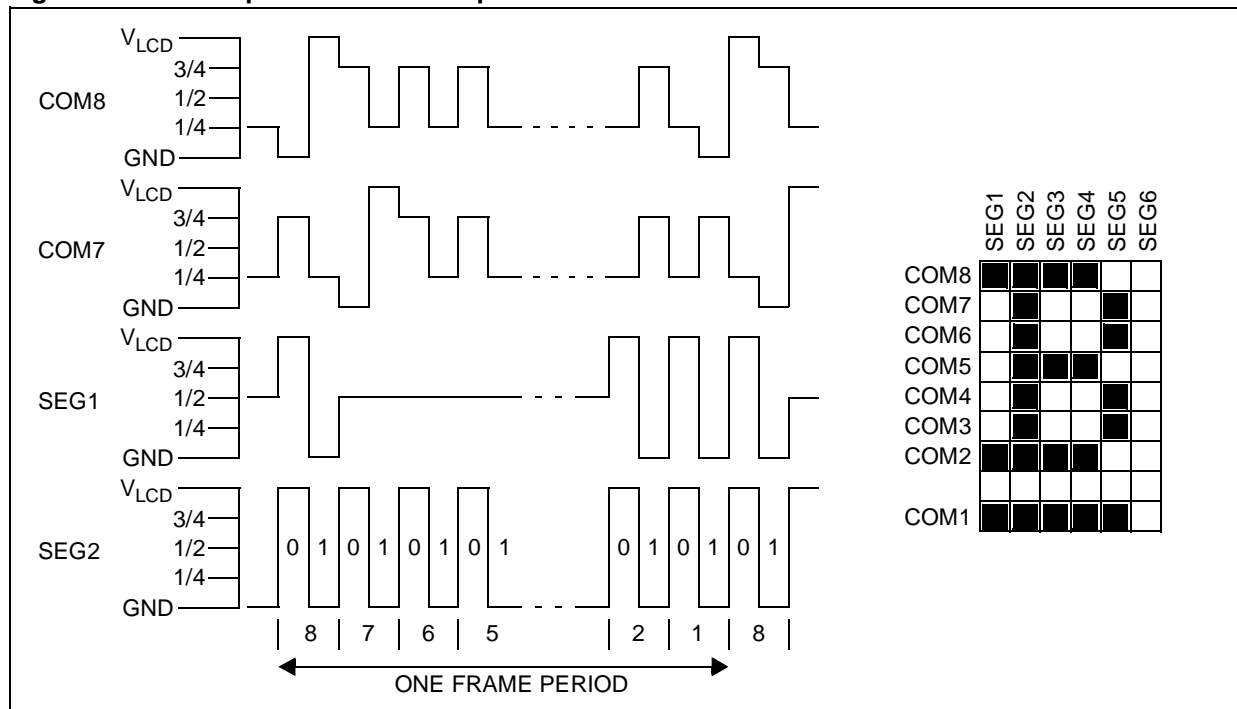 V_LCD
3/4
COM8
1/2
1/4
GND
V_LCD
3/4
COM7
1/2
1/4
GND
V_LCD
3/4
SEG1
1/2
1/4
GND
V_LCD
3/4
SEG2
1/2
1/4
GND
0 1 0 1 0 1 0 1 0 1 0 1 0 1
8 7 6 5 2 1 8
ONE FRAME PERIOD
SEG1 SEG2 SEG3 SEG4 SEG5 SEG6
COM8
COM7
COM6
COM5
COM4
COM3
COM2
COM1